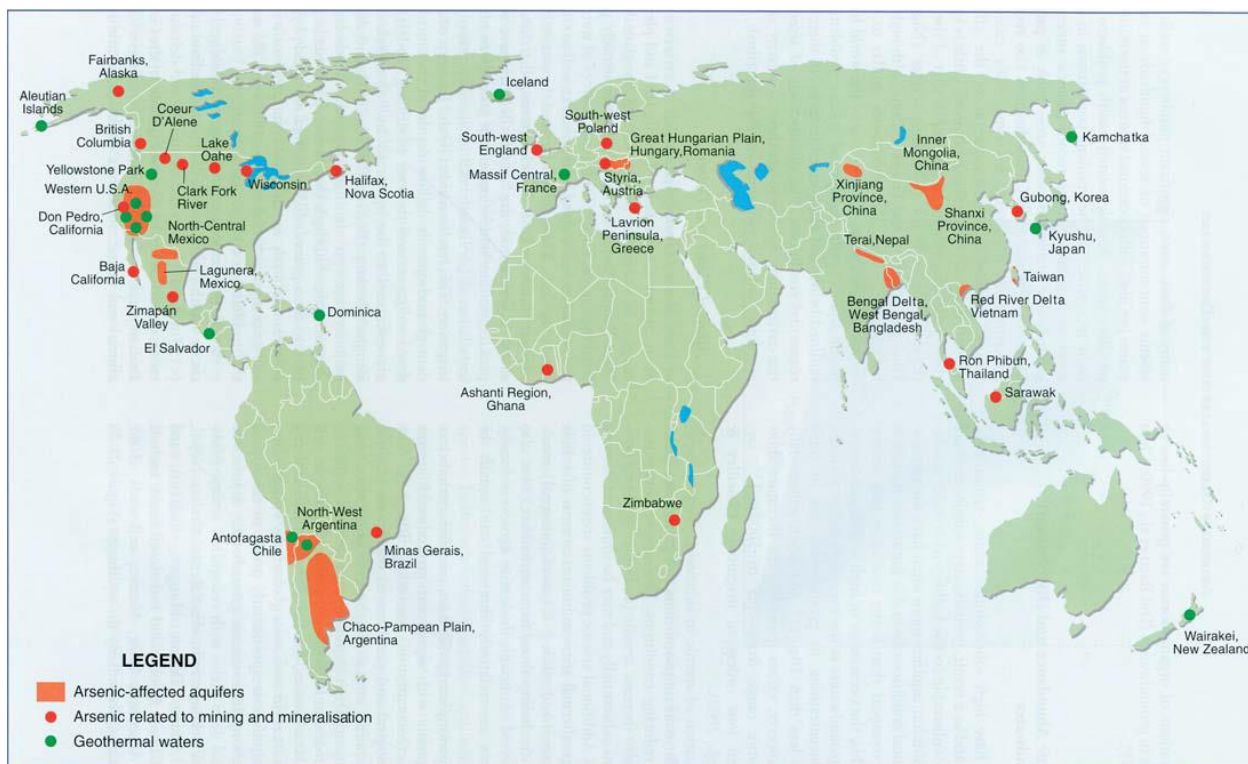 Fairbanks,
Alaska
Aleutian
Islands
Coeur
D'Alene
British
Columbia
Lake
Oahe
Yellowstone Park
Western U.S.A.
Clark Fork
River
Wisconsin
Halifax,
Nova Scotia
Don Pedro,
California
North-Central
Mexico
Baja
California
Lagunera,
Mexico
Zimapán
Valley
El Salvador
Dominica
Iceland
South-west
Poland
South-west
England
Great Hungarian Plain,
Hungary,Romania
Massif Central,
France
Styria,
Austria
Lavrion
Peninsula,
Greece
Inner
Mongolia,
China
Kamchatka
Xinjiang
Province,
China
Shanxi
Province,
China
Gubong, Korea
Kyushu,
Japan
Terai,Nepal
Taiwan
Bengal Delta,
West Bengal,
Bangladesh
Red River Delta
Vietnam
Ron Phibun,
Thailand
Sarawak
Ashanti Region,
Ghana
Zimbabwe
North-West
Argentina
Antofagasta
Chile
Minas Gerais,
Brazil
Chaco-Pampean Plain,
Argentina
Wairakei,
New Zealand
LEGEND
Arsenic-affected aquifers
Arsenic related to mining and mineralisation
Geothermal waters